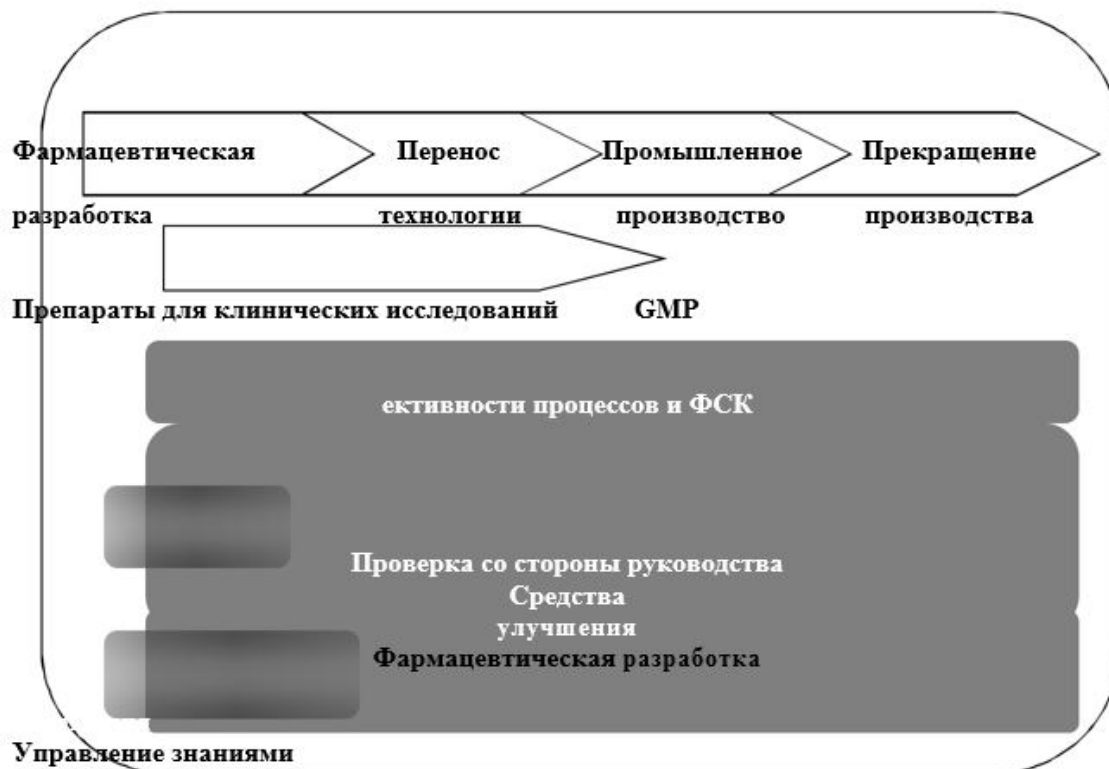 Фармацевтическая Перенос Промышленное Прекращение
разработка технологии производство производства
Препараты для клинических исследований GMP
ективности процессов и ФСК
Проверка со стороны руководства
Средства
улучшения
Фармацевтическая разработка
Управление знаниями